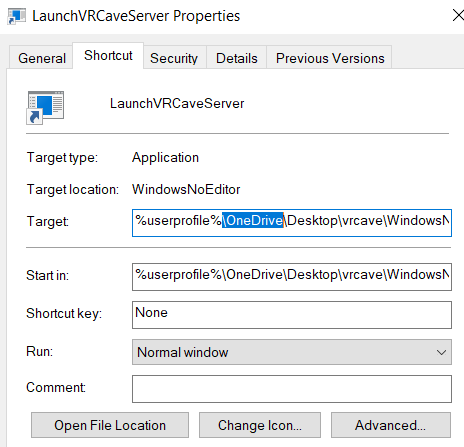 LaunchVRCaveServer Properties
General Shortcut Security Details Previous Versions
LaunchVRCaveServer
Target type: Application
Target location: WindowsNoEditor
Target: %userprofile%\OneDrive\Desktop\vrcave\WindowsN
Start in: %userprofile%\OneDrive\Desktop\vrcave\WindowsN
Shortcut key: None
Run: Normal window
Comment:
Open File Location Change Icon... Advanced...